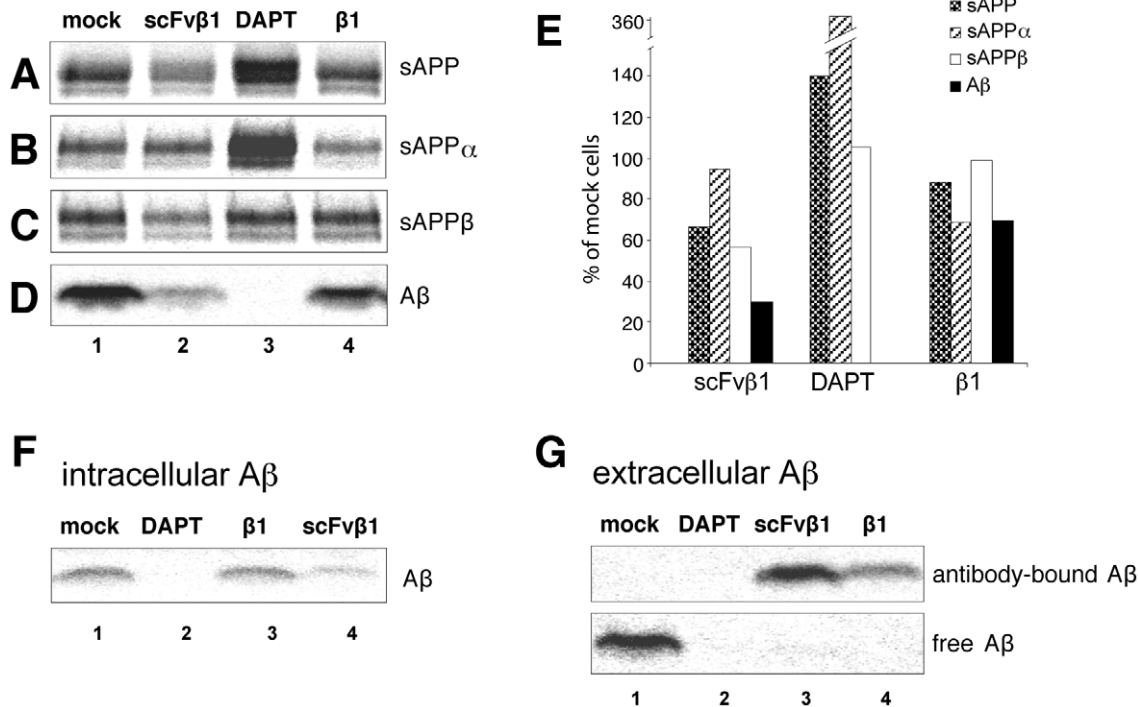 mock scFvβ1 DAPT β1
A sAPP
B sAPPα
C sAPPβ
D Aβ
1 2 3 4
E
sAPP
sAPPα
sAPPβ
Aβ
% of mock cells
360
140
120
100
80
60
40
20
0
scFvβ1 DAPT β1
F intracellular Aβ
mock DAPT β1 scFvβ1
Aβ
1 2 3 4
G extracellular Aβ
mock DAPT scFvβ1 β1
antibody-bound Aβ
free Aβ
1 2 3 4